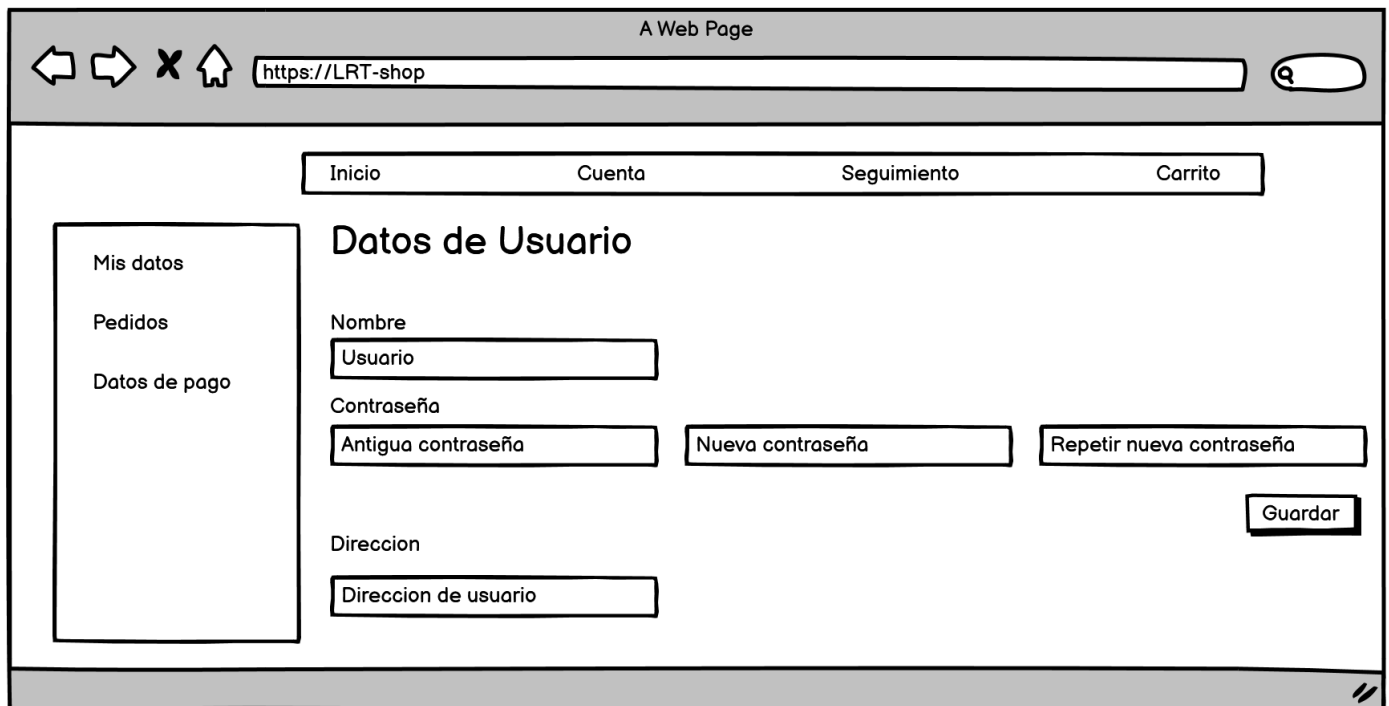 A Web Page
https://LRT-shop
Inicio Cuenta Seguimiento Carrito
Mis datos
Pedidos
Datos de pago
Datos de Usuario
Nombre
Usuario
Contraseña
Antigua contraseña Nueva contraseña Repetir nueva contraseña
Guardar
Direccion
Direccion de usuario